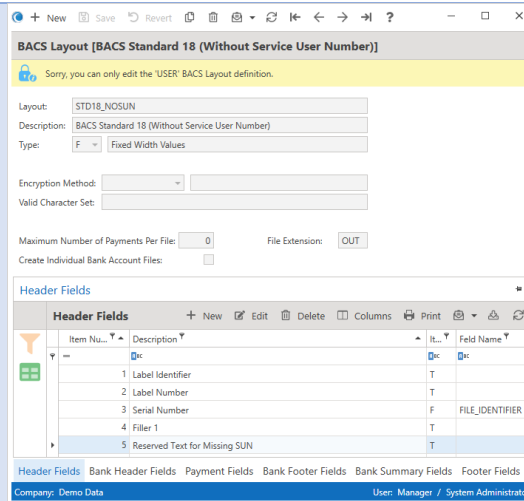 + New Save Revert ?
BACS Layout [BACS Standard 18 (Without Service User Number)]
Sorry, you can only edit the 'USER' BACS Layout definition.
Layout: STD18_NOSUN
Description: BACS Standard 18 (Without Service User Number)
Type: F Fixed Width Values
Encryption Method:
Valid Character Set:
Maximum Number of Payments Per File: 0 File Extension: OUT
Create Individual Bank Account Files:
Header Fields
Header Fields + New Edit Delete Columns Print
Item Nu... Description It... Feld Name
1 Label Identifier T
2 Label Number T
3 Serial Number F FILE_IDENTIFIER
4 Filler 1 T
5 Reserved Text for Missing SUN T
Header Fields Bank Header Fields Payment Fields Bank Footer Fields Bank Summary Fields Footer Fields
Company: Demo Data User: Manager / System Administrato